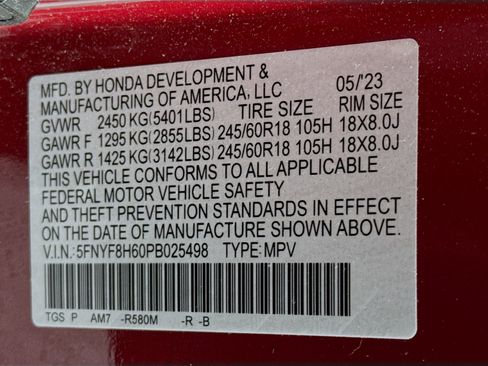 MFD. BY HONDA DEVELOPMENT & 05/'23
MANUFACTURING OF AMERICA, LLC
GVWR 2450 KG(5401LBS) TIRE SIZE RIM SIZE
GAWR F 1295 KG(2855LBS) 245/60R18 105H 18X8.0J
GAWR R 1425 KG(3142LBS) 245/60R18 105H 18X8.0J
THIS VEHICLE CONFORMS TO ALL APPLICABLE
FEDERAL MOTOR VEHICLE SAFETY
AND THEFT PREVENTION STANDARDS IN EFFECT
ON THE DATE OF MANUFACTURE SHOWN ABOVE.
V.I.N.: 5FNYF8H60PB025498 TYPE: MPV
TGS P AM7 -R580M -R -B